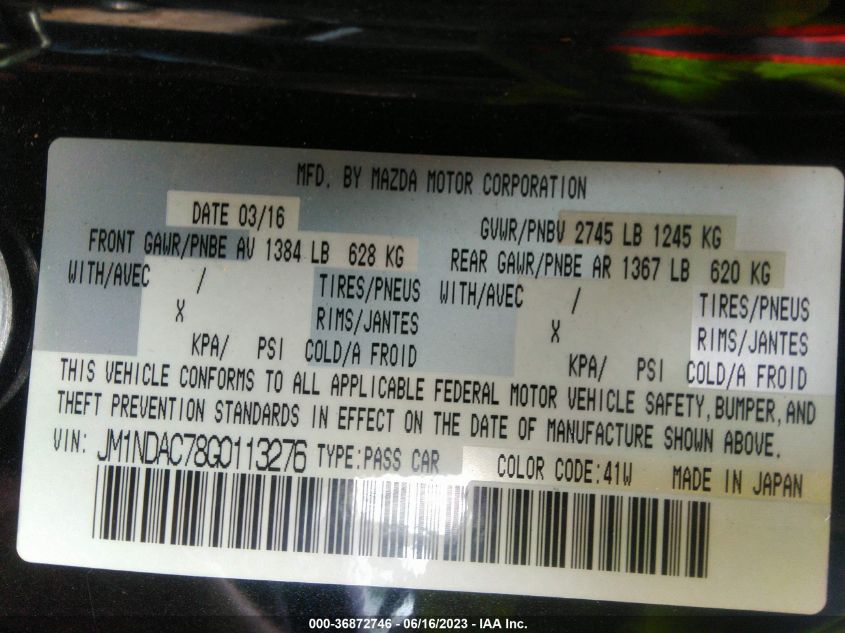 MFD. BY MAZDA MOTOR CORPORATION
DATE 03/16
GVWR/PNBV 2745 LB 1245 KG
FRONT GAWR/PNBE AV 1384 LB 628 KG
REAR GAWR/PNBE AR 1367 LB 620 KG
WITH/AVEC / TIRES/PNEUS
WITH/AVEC / TIRES/PNEUS
X RIMS/JANTES
X RIMS/JANTES
KPA/ PSI COLD/A FROID
KPA/ PSI COLD/A FROID
THIS VEHICLE CONFORMS TO ALL APPLICABLE FEDERAL MOTOR VEHICLE SAFETY, BUMPER, AND
THEFT PREVENTION STANDARDS IN EFFECT ON THE DATE OF MANUFACTURE SHOWN ABOVE.
VIN: JM1NDAC78G0113276 TYPE:PASS CAR COLOR CODE:41W MADE IN JAPAN
000-36872746 - 06/16/2023 - IAA Inc.